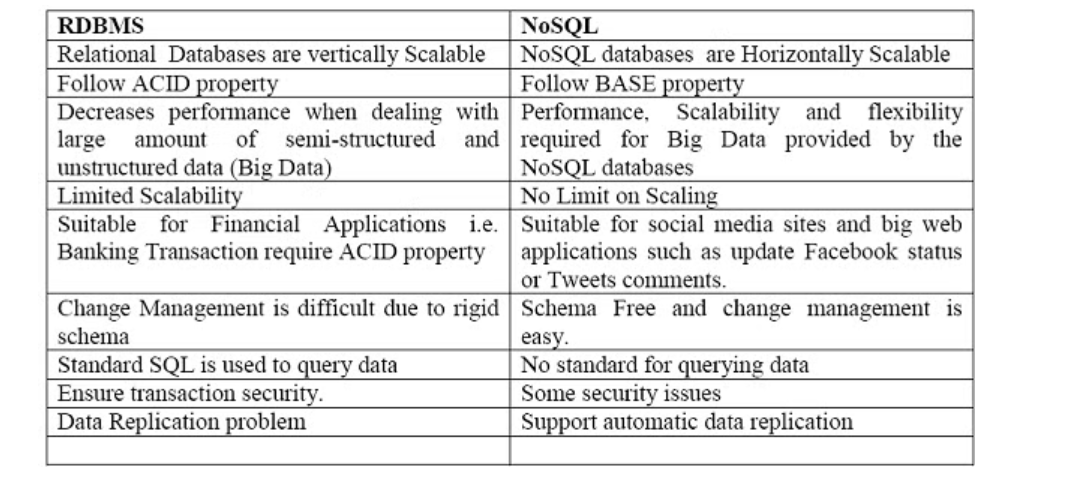 RDBMS
NoSQL
Relational Databases are vertically Scalable
NoSQL databases are Horizontally Scalable
Follow ACID property
Follow BASE property
Decreases performance when dealing with
large amount of semi-structured and
unstructured data (Big Data)
Performance, Scalability and flexibility
required for Big Data provided by the
NoSQL databases
Limited Scalability
No Limit on Scaling
Suitable for Financial Applications i.e.
Banking Transaction require ACID property
Suitable for social media sites and big web
applications such as update Facebook status
or Tweets comments.
Change Management is difficult due to rigid
schema
Schema Free and change management is
easy.
Standard SQL is used to query data
No standard for querying data
Ensure transaction security.
Some security issues
Data Replication problem
Support automatic data replication